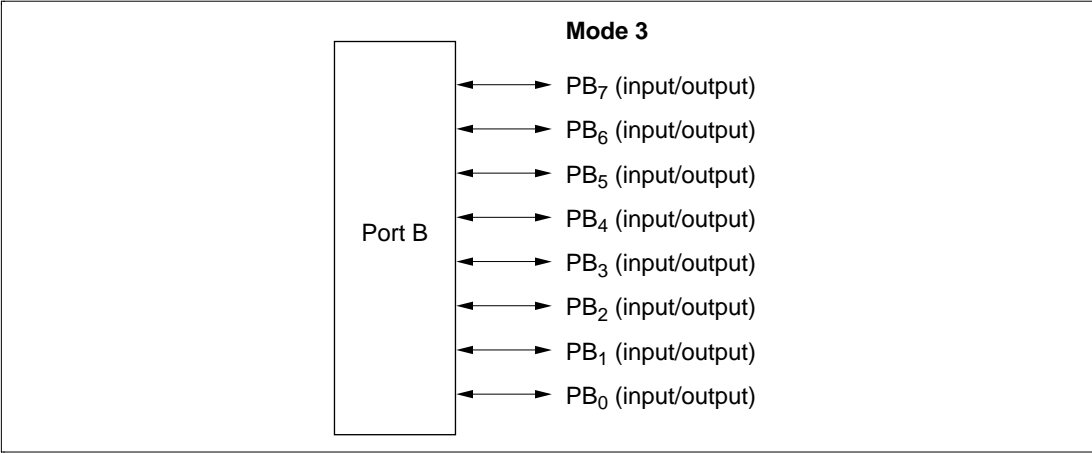 Mode 3
PB7 (input/output)
PB6 (input/output)
PB5 (input/output)
PB4 (input/output)
Port B
PB3 (input/output)
PB2 (input/output)
PB1 (input/output)
PB0 (input/output)